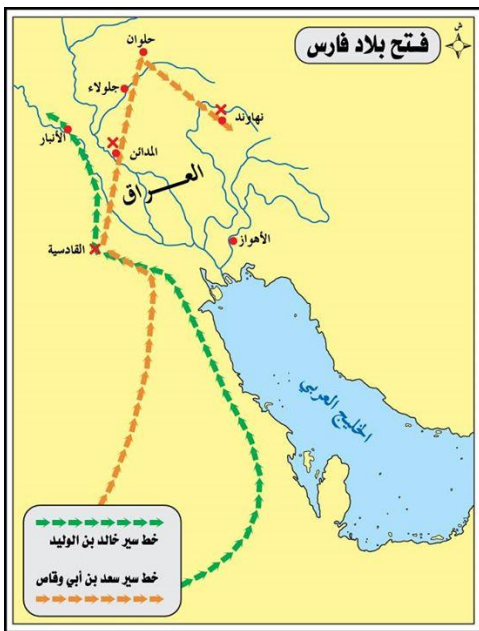 فتح بلاد فارس
ش
حلوان
جلولاء
نهاوند
الأنبار
المدائن
العراق
القادسية
الأهواز
الخليج العربي
خط سير خالد بن الوليد
خط سير سعد بن أبي وقاص